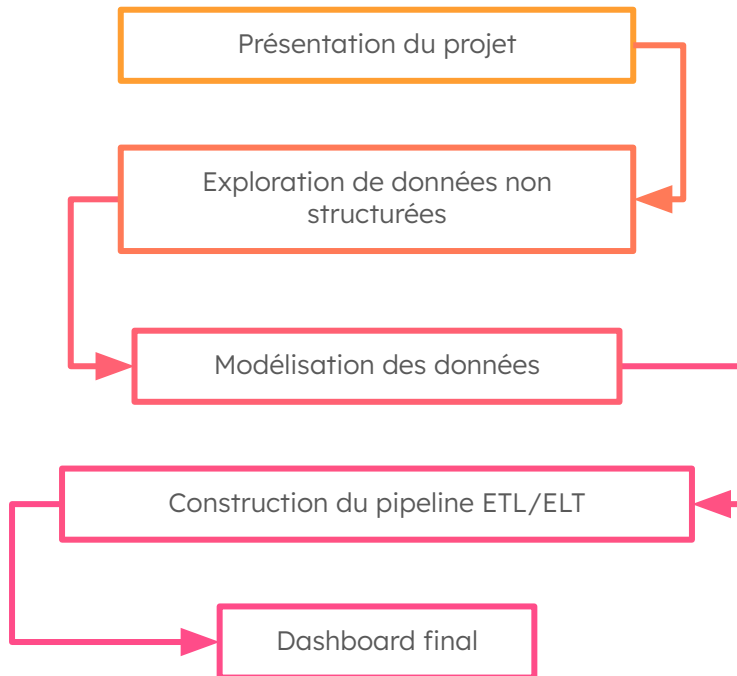 Présentation du projet
Exploration de données non
structurées
Modélisation des données
Construction du pipeline ETL/ELT
Dashboard final